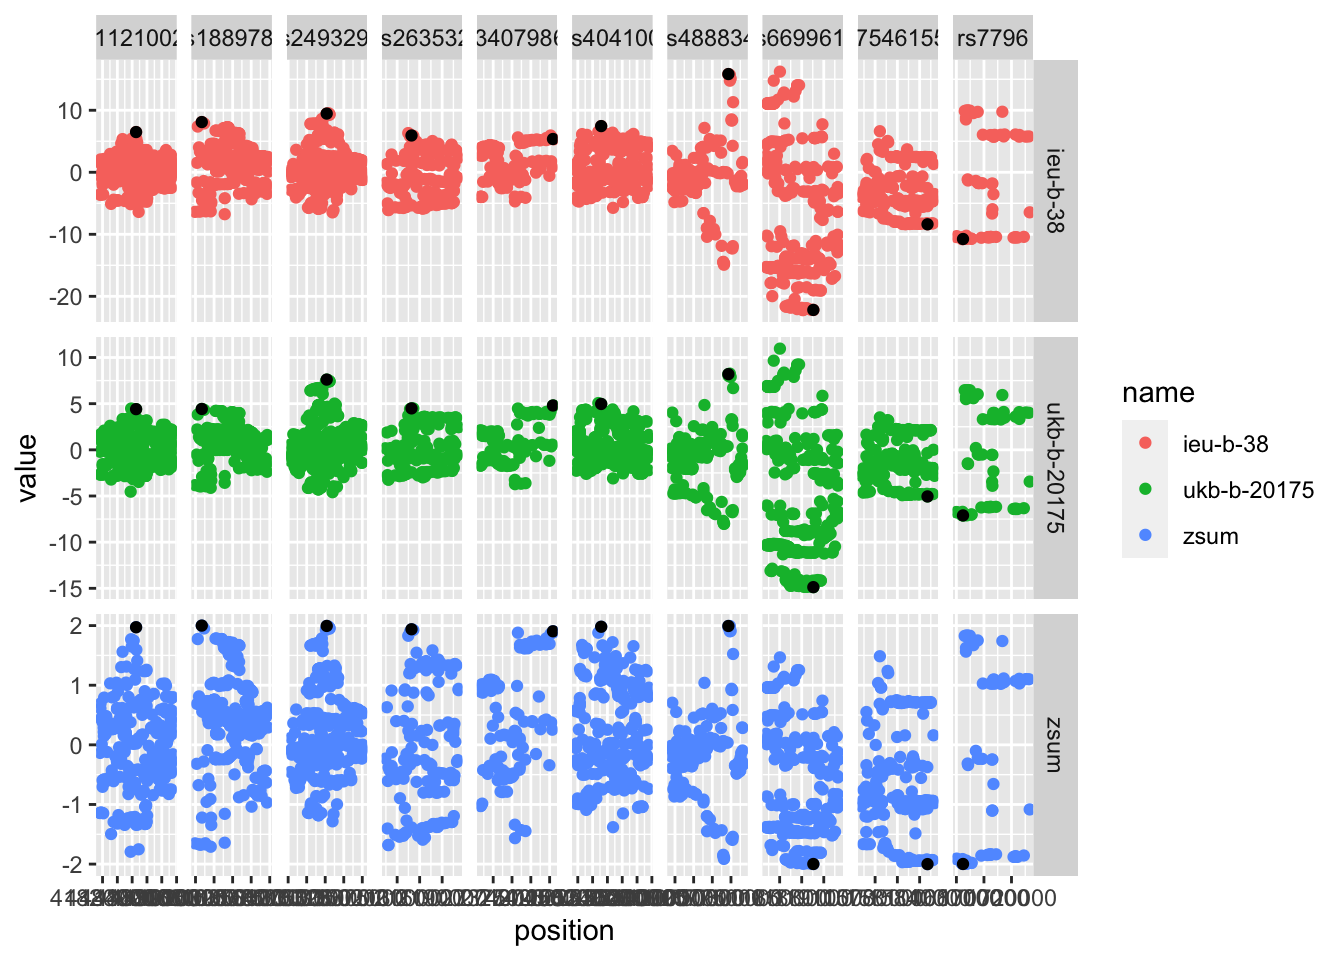 1121002
s188978
s249329
s263532
3407986
s404100
s488834
s669961
7546155
rs7796
10
0
-10
-20
ieu-b-38
10
5
0
-5
-10
-15
ukb-b-20175
2
1
0
-1
-2
zsum
value
position
name
ieu-b-38
ukb-b-20175
zsum